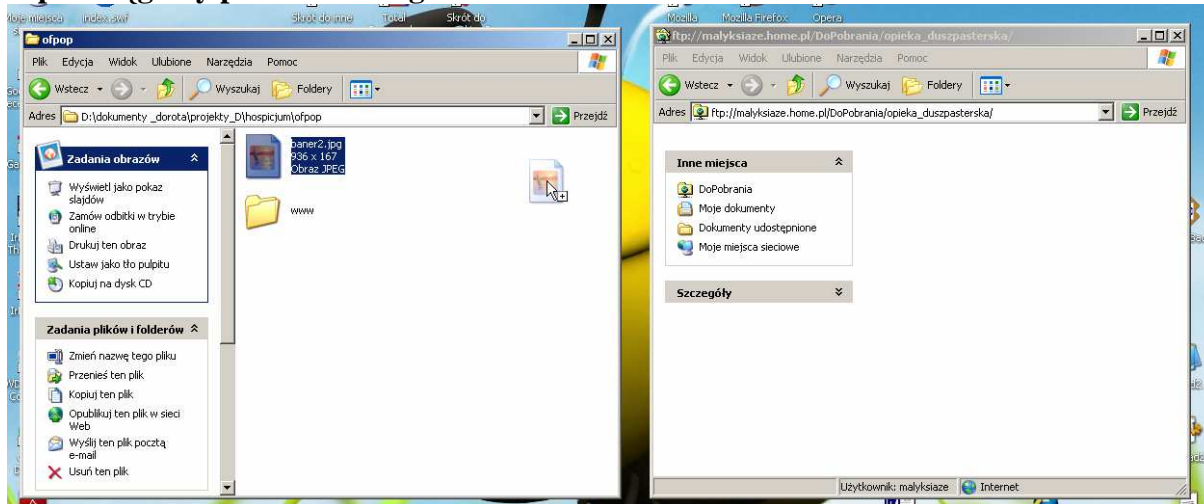 Moje miejsca
index.swf
Skrót do inne
Total
Skrót do
Mozilla
Mozilla Firefox
Opera
ofpop
Plik Edycja Widok Ulubione Narzędzia Pomoc
Wstecz Wyszukaj Foldery
Adres D:\dokumenty _dorota\projekty_D\hospicjum\ofpop Przejdź
Zadania obrazów
Wyświetl jako pokaz
slajdów
Zamów odbitki w trybie
online
Drukuj ten obraz
Ustaw jako tło pulpitu
Kopiuj na dysk CD
Zadania plików i folderów
Zmień nazwę tego pliku
Przenieś ten plik
Kopiuj ten plik
Opublikuj ten plik w sieci
Web
Wyślij ten plik pocztą
e-mail
Usuń ten plik
baner2.jpg
936 x 167
Obraz JPEG
www
ftp://malyksiaze.home.pl/DoPobrania/opieka_duszpasterska/
Plik Edycja Widok Ulubione Narzędzia Pomoc
Wstecz Wyszukaj Foldery
Adres ftp://malyksiaze.home.pl/DoPobrania/opieka_duszpasterska/ Przejdź
Inne miejsca
DoPobrania
Moje dokumenty
Dokumenty udostępnione
Moje miejsca sieciowe
Szczegóły
Użytkownik: malyksiaze Internet